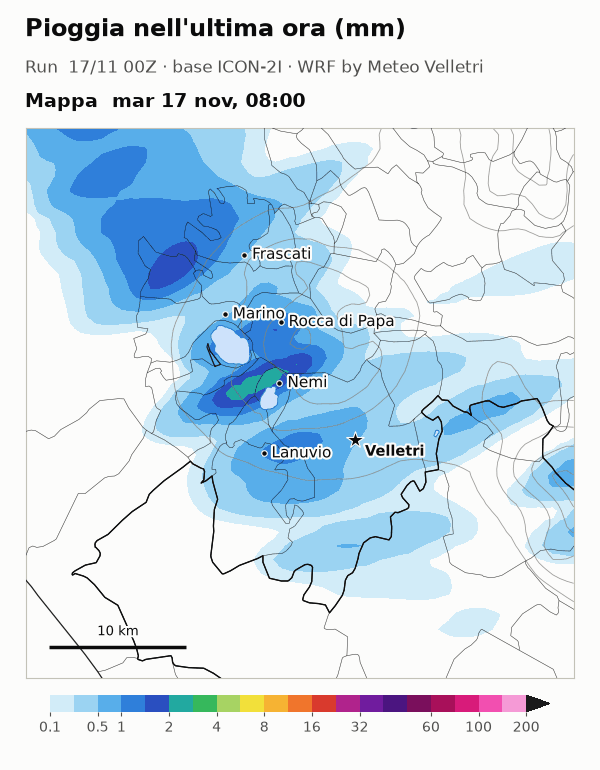 Pioggia nell'ultima ora (mm)
Run  17/11 00Z · base ICON-2I · WRF by Meteo Velletri
Mappa  mar 17 nov, 08:00
Frascati
Marino
Rocca di Papa
Nemi
Velletri
Lanuvio
10 km
0.1 0.5 1 2 4 8 16 32 60 100 200